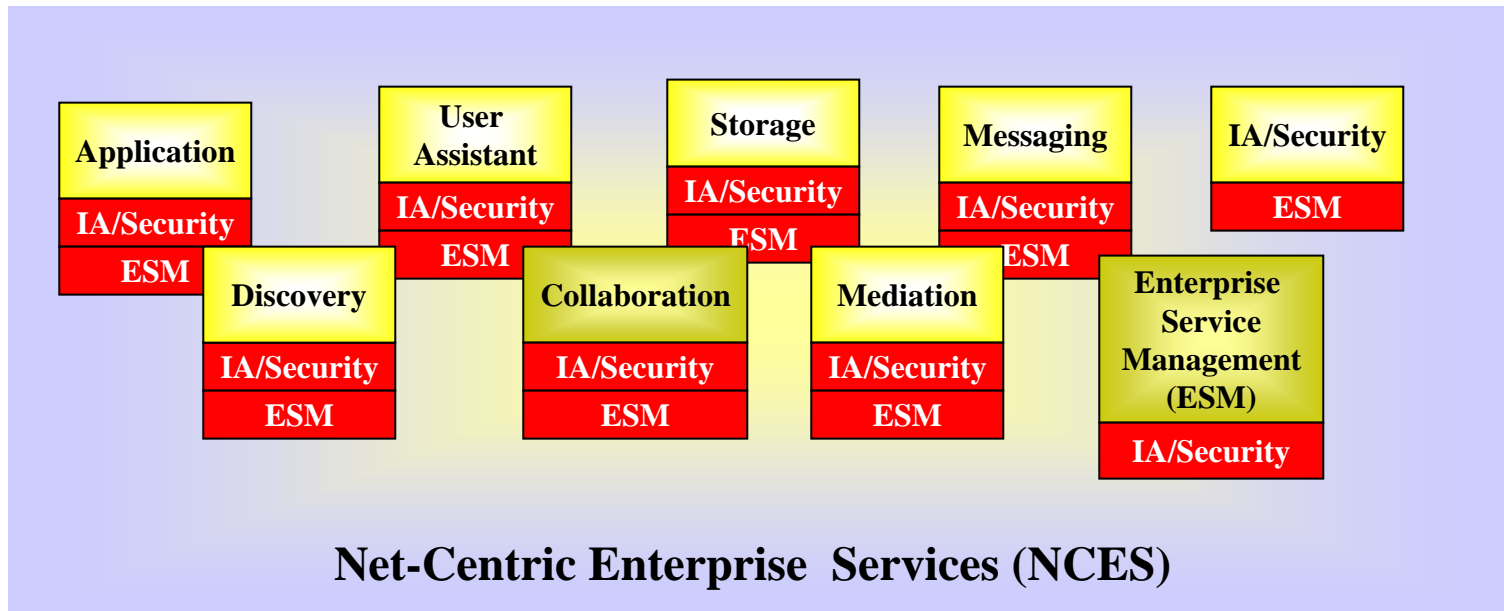 Application
IA/Security
ESM
User
Assistant
IA/Security
ESM
Storage
IA/Security
ESM
Messaging
IA/Security
ESM
IA/Security
ESM
Discovery
IA/Security
ESM
Collaboration
IA/Security
ESM
Mediation
IA/Security
ESM
Enterprise
Service
Management
(ESM)
IA/Security
Net-Centric Enterprise Services (NCES)